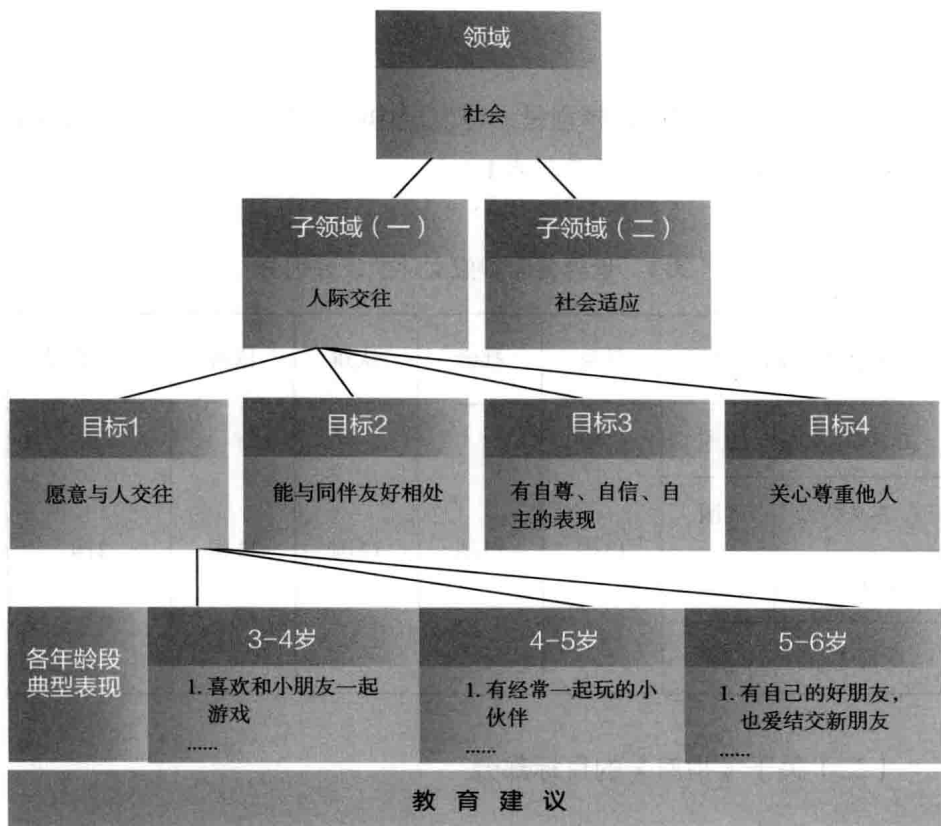 领域
社会
子领域（一）
人际交往
子领域（二）
社会适应
目标1
愿意与人交往
目标2
能与同伴友好相处
目标3
有自尊、自信、自
主的表现
目标4
关心尊重他人
各年龄段
典型表现
3-4岁
1. 喜欢和小朋友一起
游戏
……
4-5岁
1. 有经常一起玩的小
伙伴
……
5-6岁
1. 有自己的好朋友，
也爱结交新朋友
……
教育建议